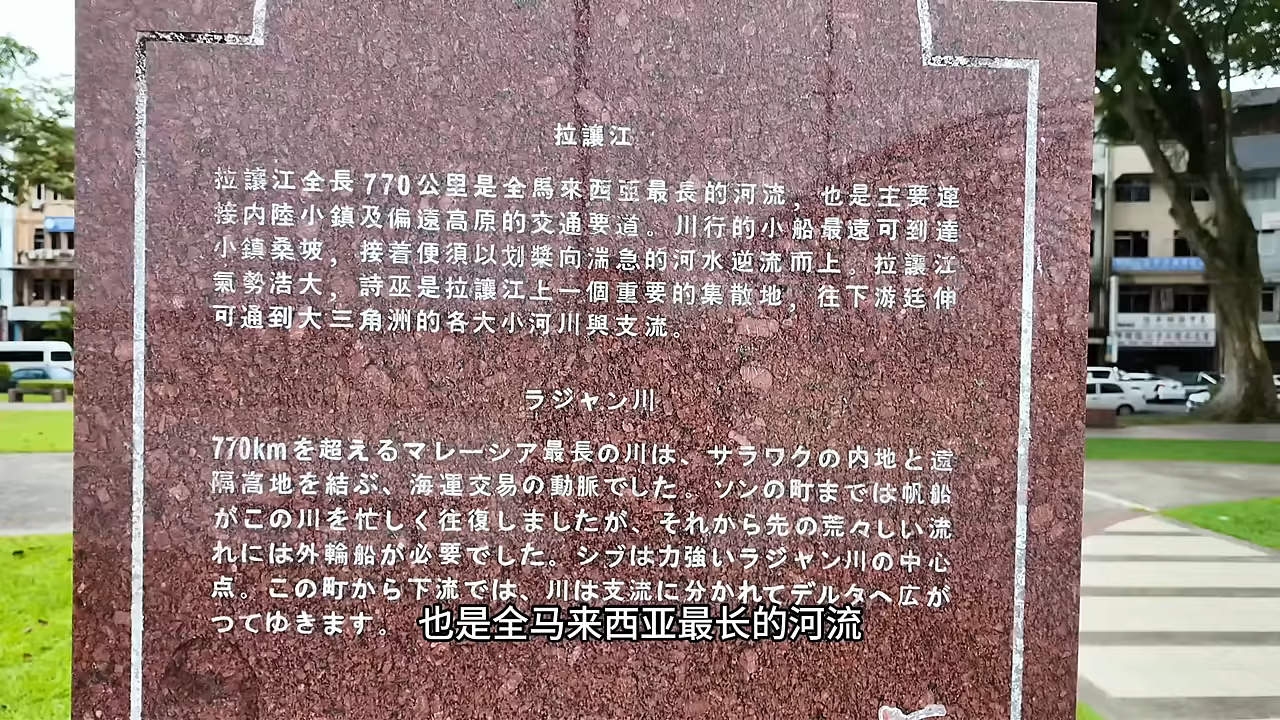 拉讓江
拉讓江全長770公里是全馬來西亞最長的河流，也是主要連
接内陸小鎮及偏遠高原的交通要道。川行的小船最遠可到達
小鎮桑坡，接着便須以划槳向湍急的河水逆流而上。拉讓江
氣勢浩大，詩巫是拉讓江上一個重要的集散地，往下游廷伸
可通到大三角洲的各大小河川與支流。
ラジャン川
770kmを超えるマレーシア最長の川は、サラワクの内地と遠
隔高地を結ぶ、海運交易の動脈でした。ソンの町までは帆船
がこの川を忙しく往復しましたが、それから先の荒々しい流
れには外輪船が必要でした。シブは力強いラジャン川の中心
点。この町から下流では、川は支流に分かれてデルタへ広が
つてゆきます。
也是全马来西亚最长的河流